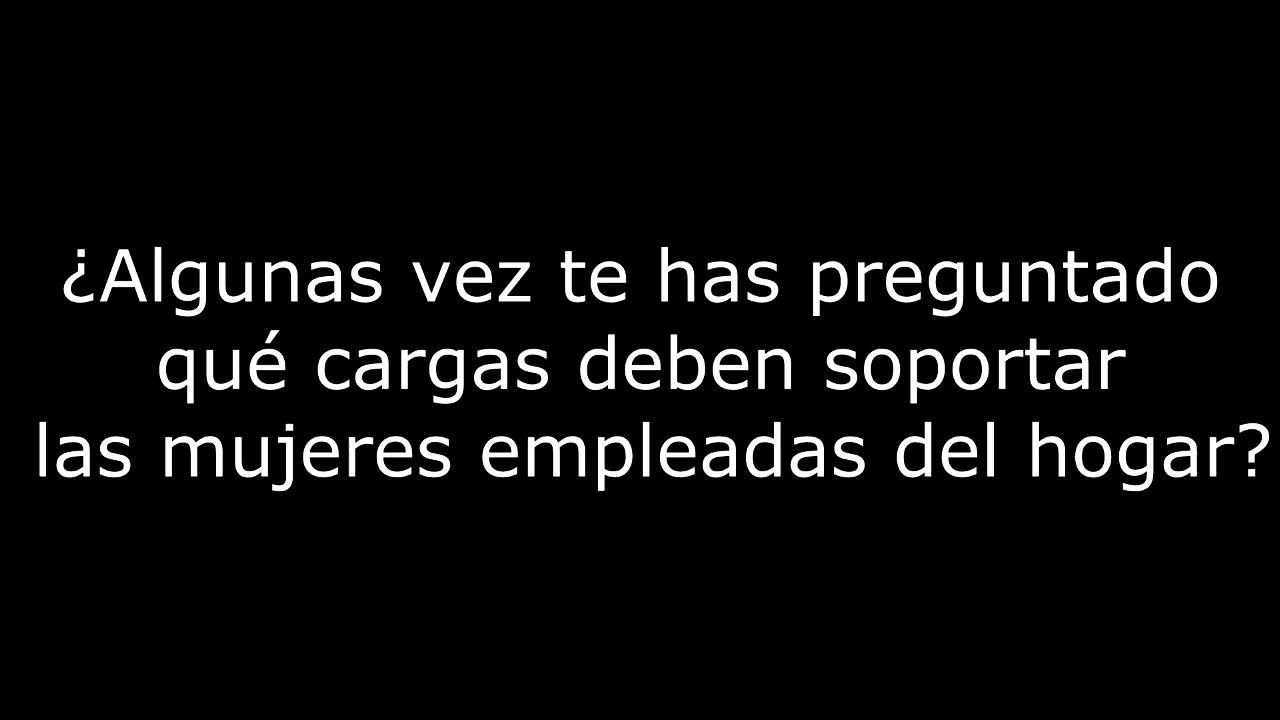 ¿Algunas vez te has preguntado
qué cargas deben soportar
las mujeres empleadas del hogar?